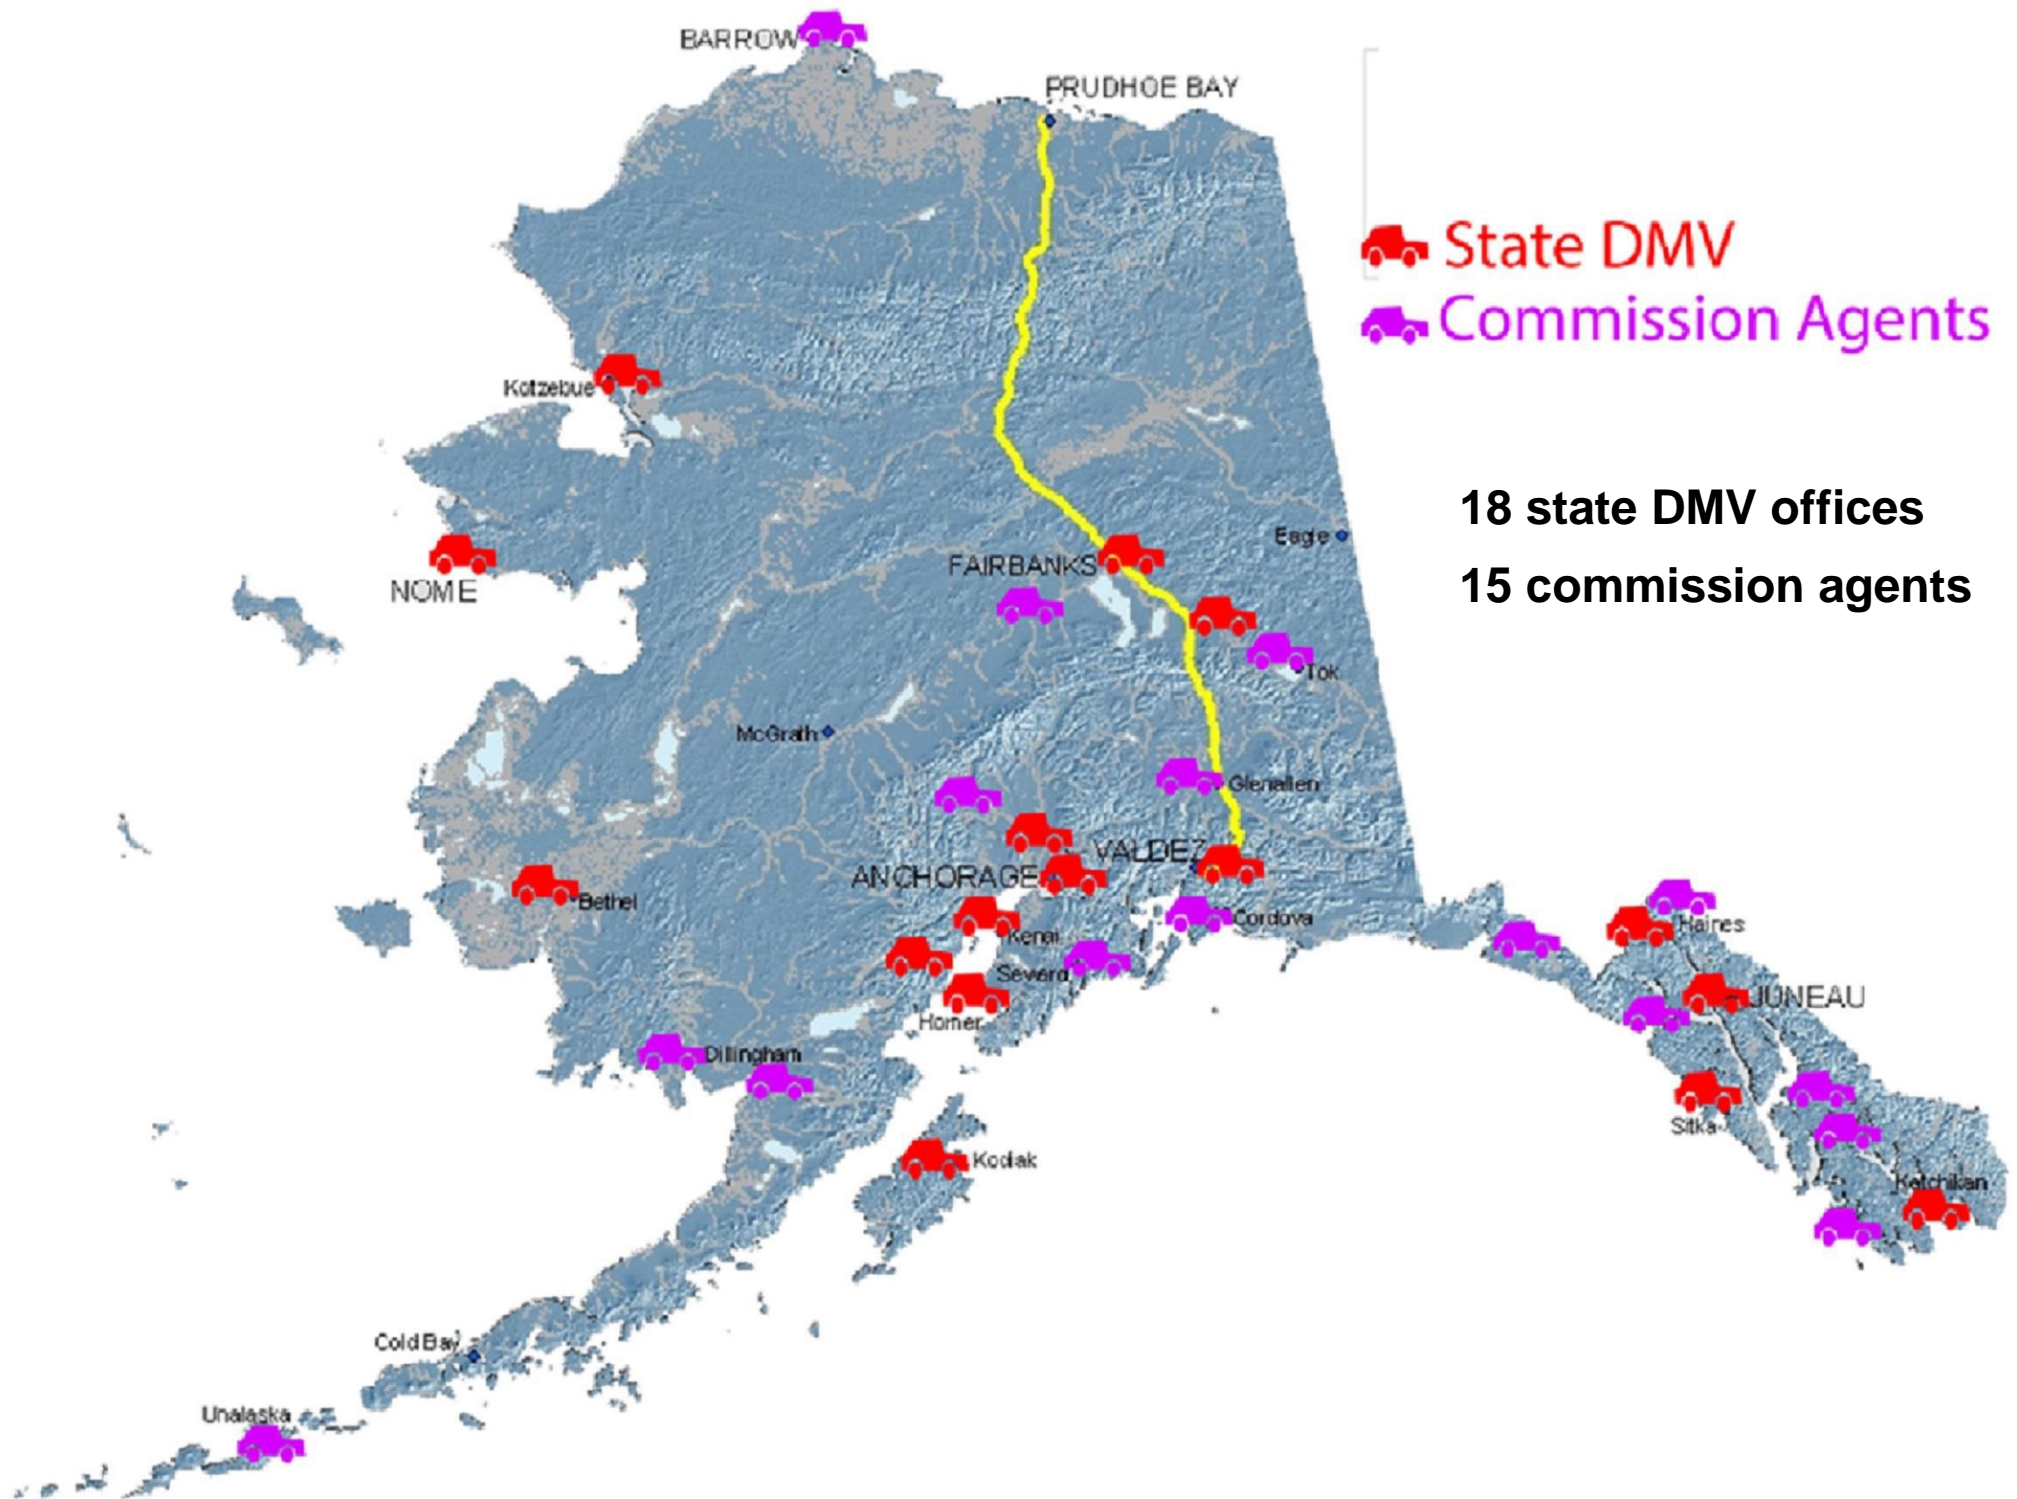 BARROW
PRUDHOE BAY
State DMV
Commission Agents
Kotzebue
18 state DMV offices
Eagle
FAIRBANKS
15 commission agents
NOME
Tok
McGrath
Glenallen
VALDEZ
ANCHORAGE
Bethel
Cordova
Haines
Kenai
Seward
JUNEAU
Homer
Dillingham
Sitka
Kodiak
Ketchikan
Cold Bay
Unalaska